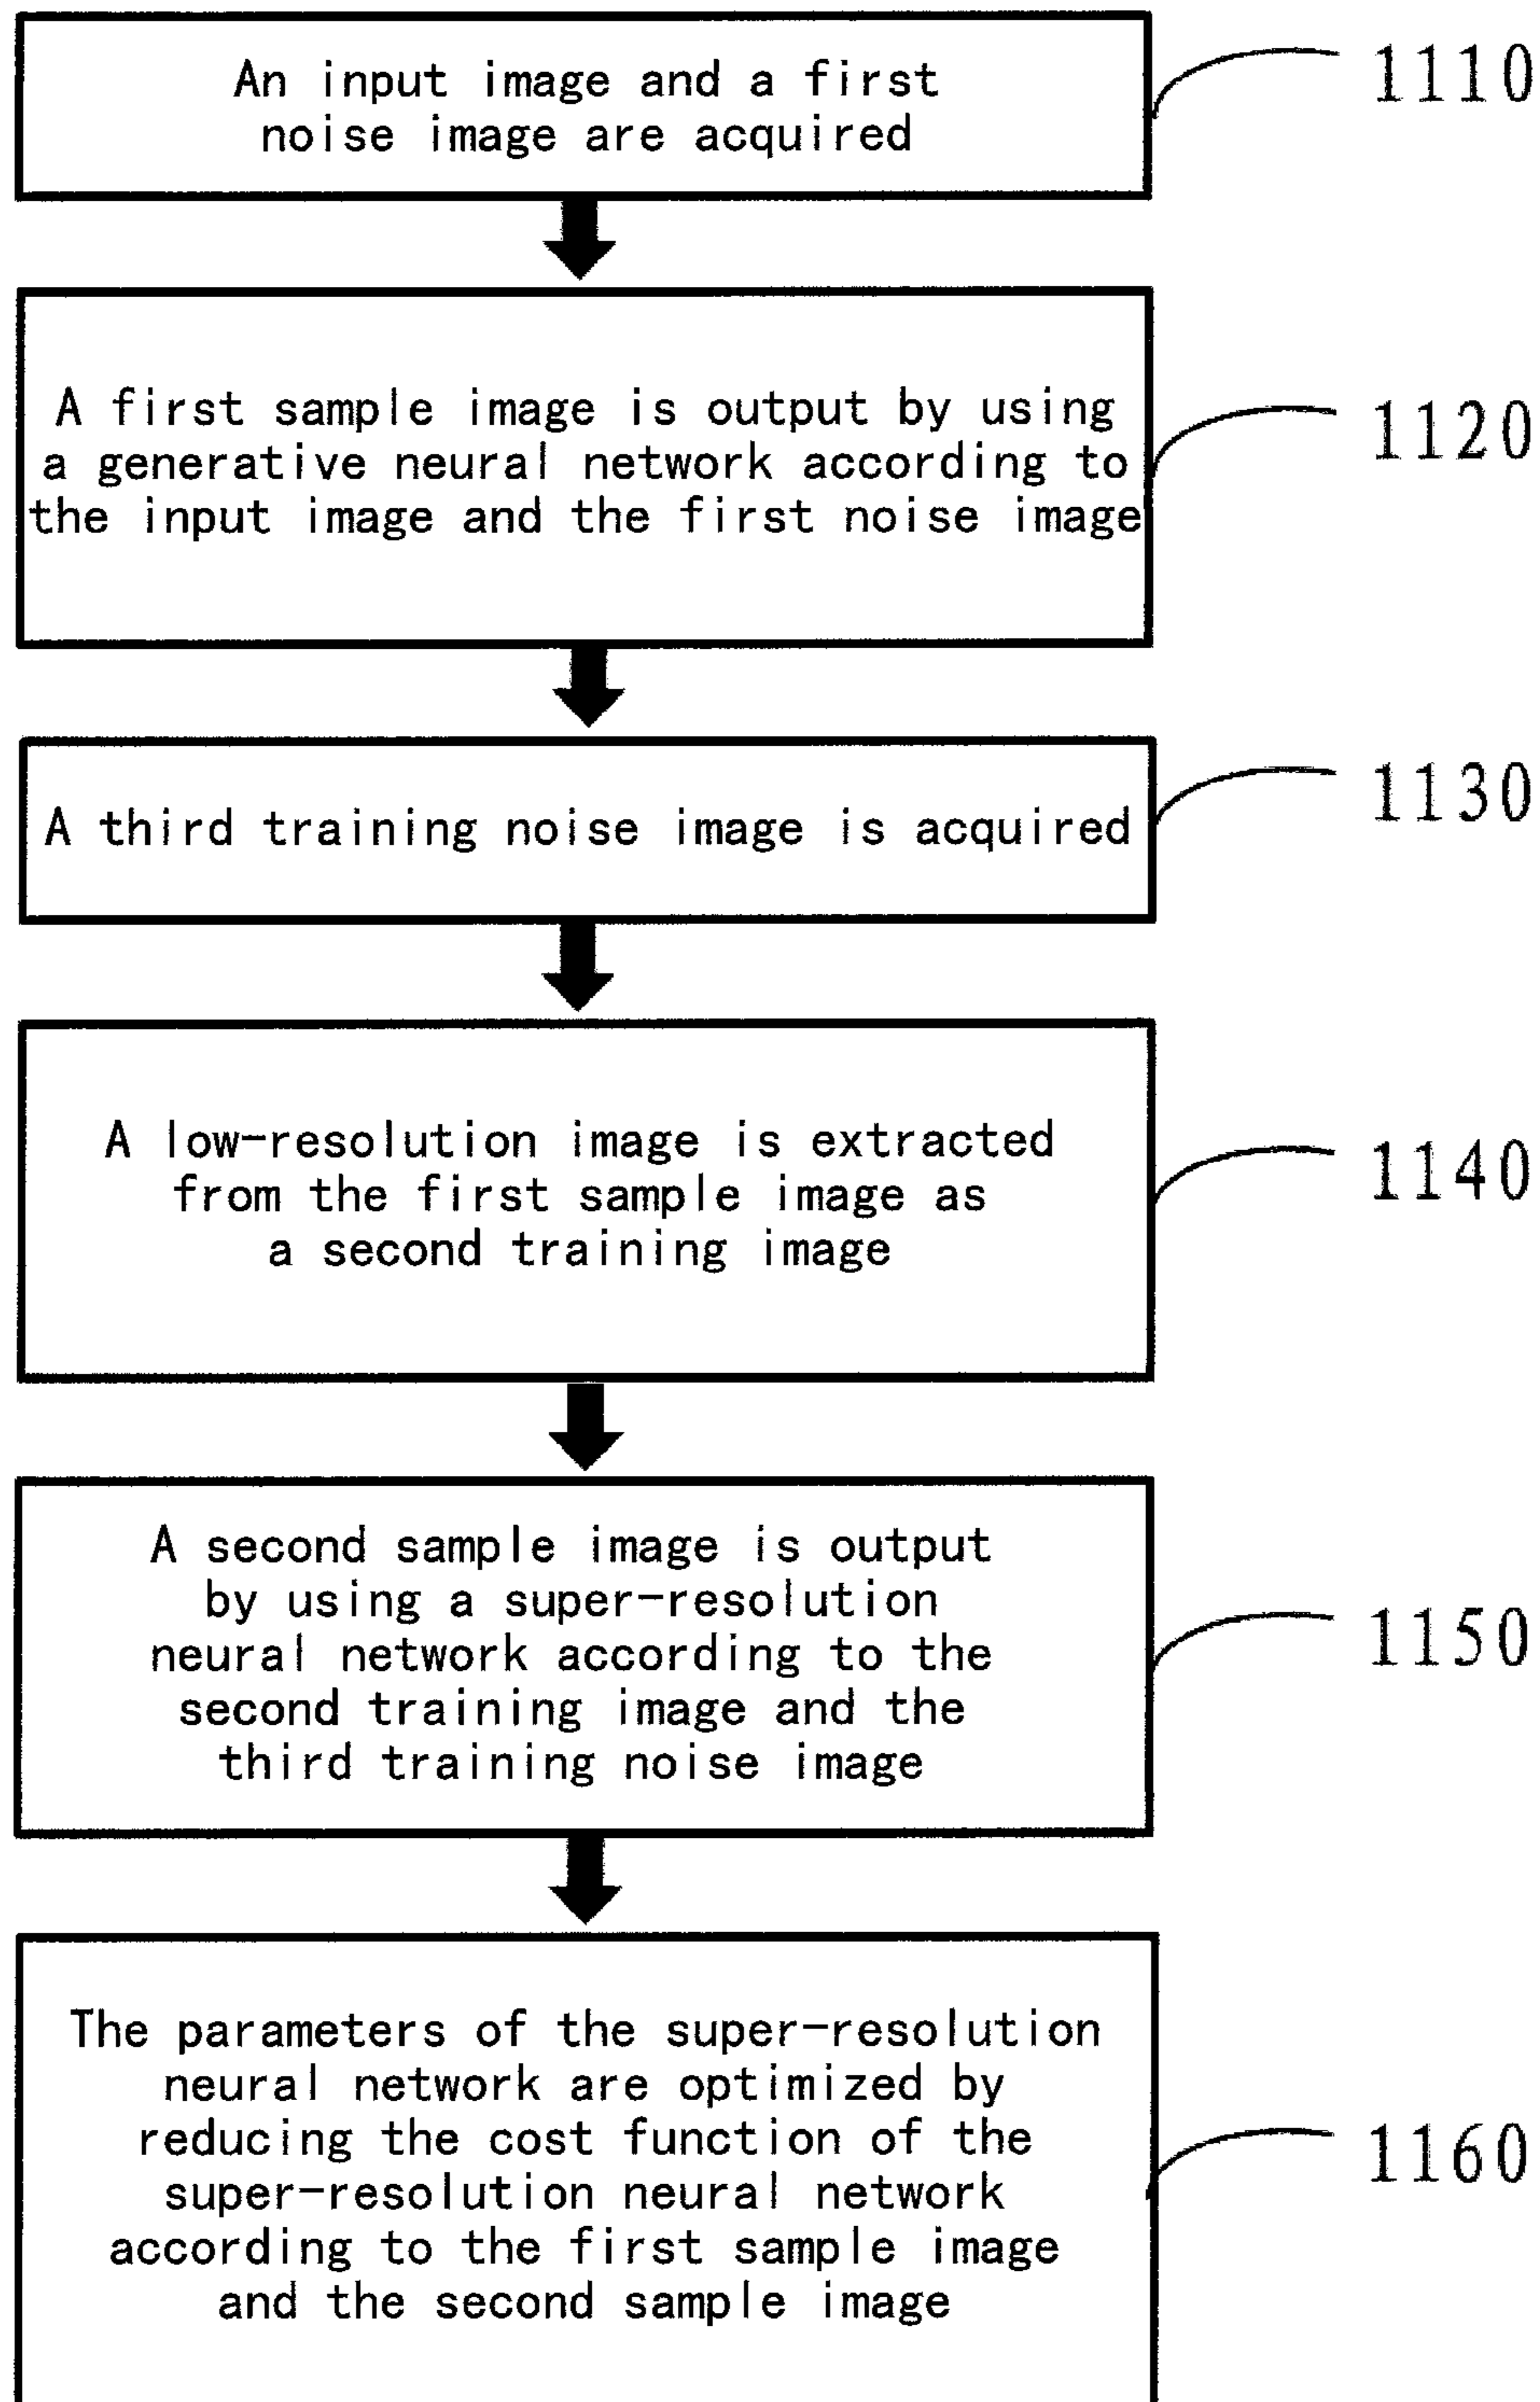 An input image and a first
noise image are acquired
1110
A first sample image is output by using
a generative neural network according to
the input image and the first noise image
1120
A third training noise image is acquired
1130
A low-resolution image is extracted
from the first sample image as
a second training image
1140
A second sample image is output
by using a super-resolution
neural network according to the
second training image and the
third training noise image
1150
The parameters of the super-resolution
neural network are optimized by
reducing the cost function of the
super-resolution neural network
according to the first sample image
and the second sample image
1160